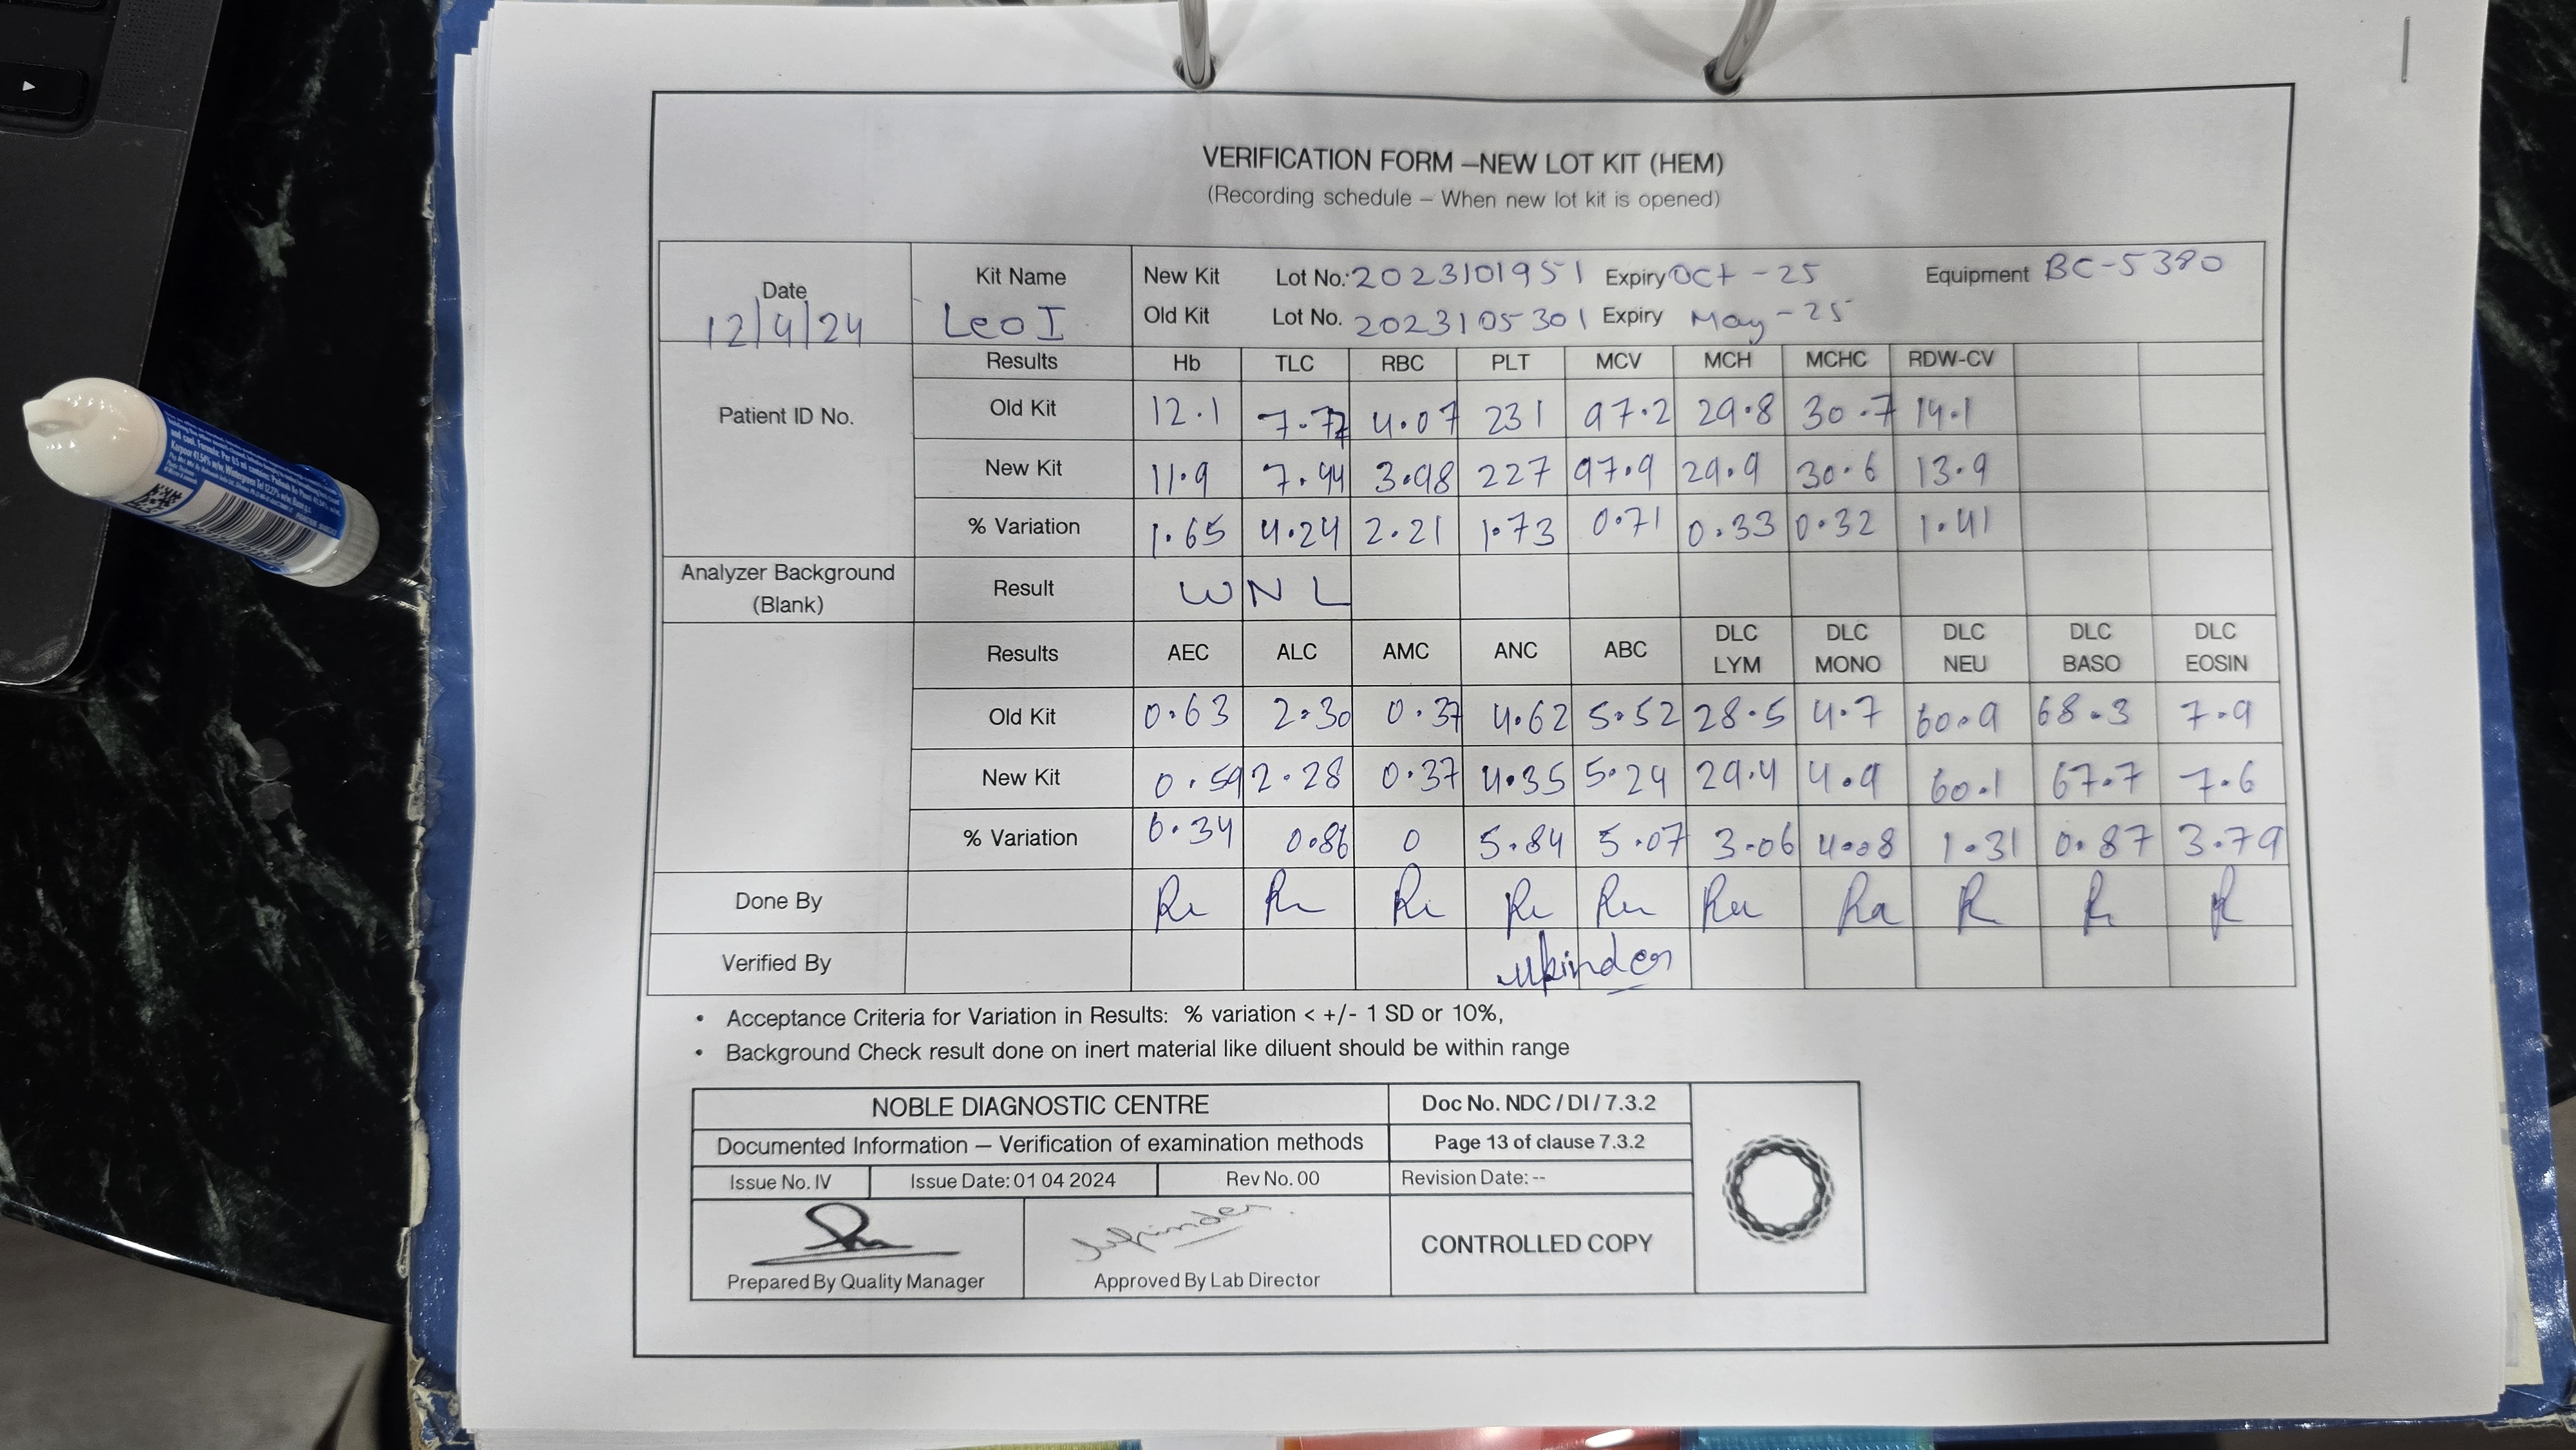 VERIFICATION FORM –NEW LOT KIT (HEM)
(Recording schedule – When new lot kit is opened)
Date Kit Name New Kit Lot No: 2023101951 Expiry Oct - 25 Equipment BC-5380
12/4/24 Leo I Old Kit Lot No. 2023105301 Expiry May - 25
Patient ID No. Results Hb TLC RBC PLT MCV MCH MCHC RDW-CV
Old Kit 12.1 7.77 4.07 231 97.2 29.8 30.7 14.1
New Kit 11.9 7.44 3.98 227 97.9 29.9 30.6 13.9
% Variation 1.65 4.24 2.21 1.73 0.71 0.33 0.32 1.41
Analyzer Background (Blank) Result WNL
Results AEC ALC AMC ANC ABC DLC LYM DLC MONO DLC NEU DLC BASO DLC EOSIN
Old Kit 0.63 2.30 0.37 4.62 5.52 28.5 4.7 60.9 68.3 7.9
New Kit 0.59 2.28 0.37 4.35 5.24 29.4 4.9 60.1 67.7 7.6
% Variation 6.34 0.86 0 5.84 5.07 3.06 4.08 1.31 0.87 3.79
Done By
Verified By
• Acceptance Criteria for Variation in Results: % variation < +/- 1 SD or 10%,
• Background Check result done on inert material like diluent should be within range
NOBLE DIAGNOSTIC CENTRE Doc No. NDC / DI / 7.3.2
Documented Information – Verification of examination methods Page 13 of clause 7.3.2
Issue No. IV Issue Date: 01 04 2024 Rev No. 00 Revision Date: --
CONTROLLED COPY
Prepared By Quality Manager Approved By Lab Director